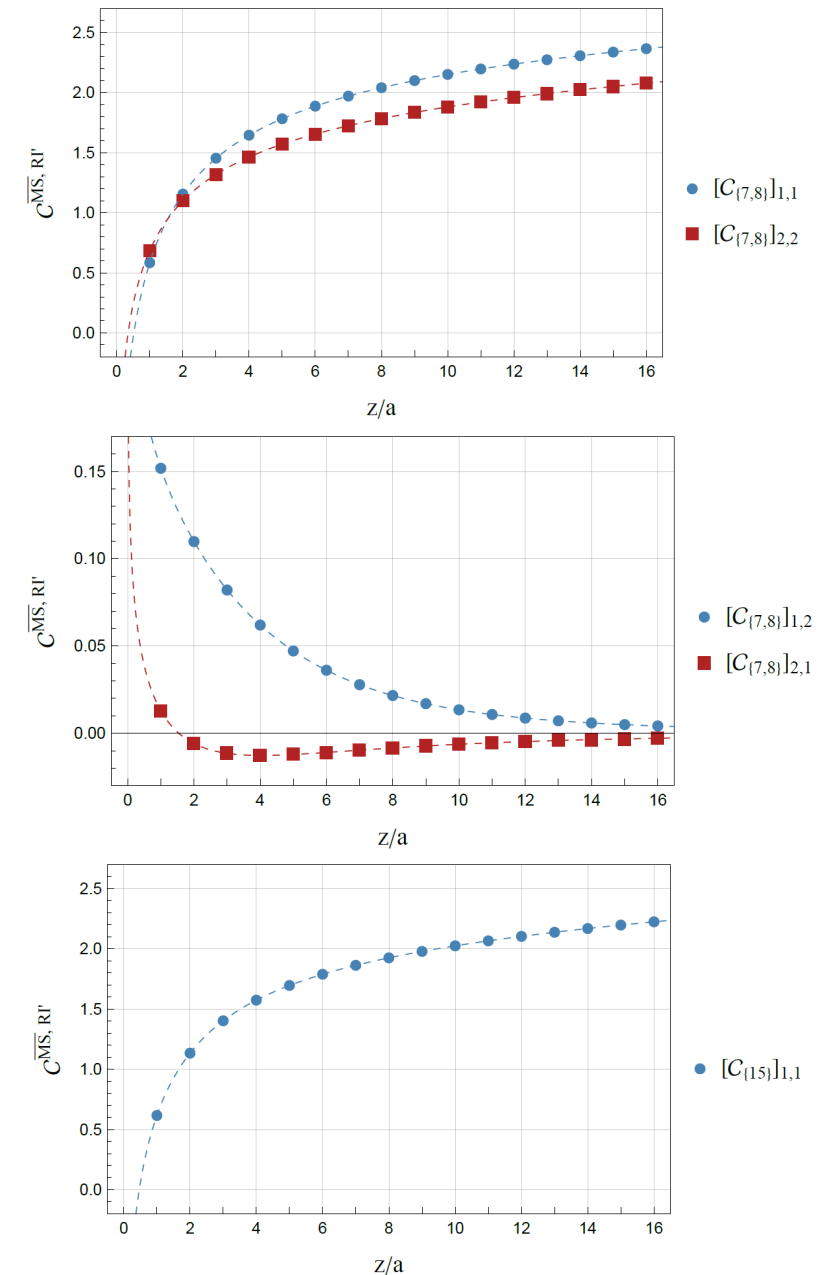 2.5
2.0
1.5
1.0
0.5
0.0
C^{\overline{MS}, RI'}
0 2 4 6 8 10 12 14 16
z/a
[C_{7,8}]_{1,1}
[C_{7,8}]_{2,2}
0.15
0.10
0.05
0.00
C^{\overline{MS}, RI'}
0 2 4 6 8 10 12 14 16
z/a
[C_{7,8}]_{1,2}
[C_{7,8}]_{2,1}
2.5
2.0
1.5
1.0
0.5
0.0
C^{\overline{MS}, RI'}
0 2 4 6 8 10 12 14 16
z/a
[C_{15}]_{1,1}